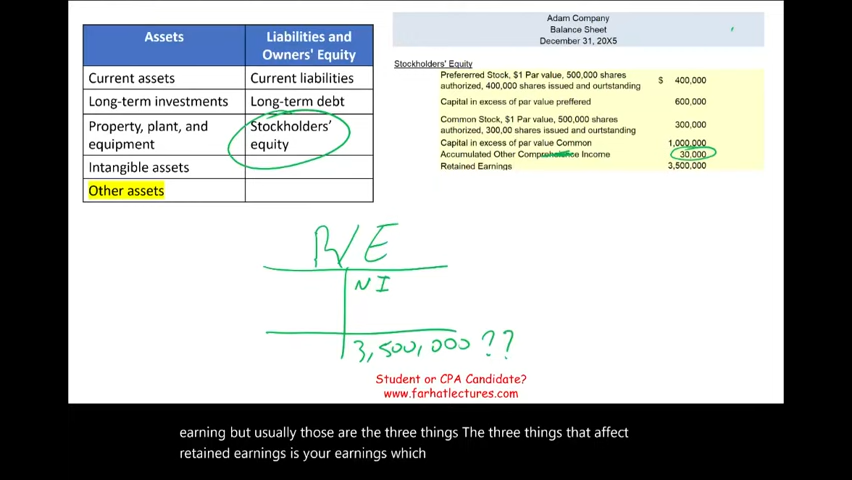 Assets
Liabilities and
Owners' Equity
Current assets
Current liabilities
Long-term investments
Long-term debt
Property, plant, and
equipment
Stockholders'
equity
Intangible assets
Other assets
Adam Company
Balance Sheet
December 31, 20X5
Stockholders' Equity
Prefererred Stock, $1 Par value, 500,000 shares
authorized, 400,000 shares issued and ourtstanding
$ 400,000
Capital in excess of par value preffered
600,000
Common Stock, $1 Par value, 500,000 shares
authorized, 300,00 shares issued and ourtstanding
300,000
Capital in excess of par value Common
1,000,000
Accumulated Other Comprehensice Income
30,000
Retained Earnings
3,500,000
R/E
NI
3,500,000 ??
Student or CPA Candidate?
www.farhatlectures.com
earning but usually those are the three things The three things that affect
retained earnings is your earnings which